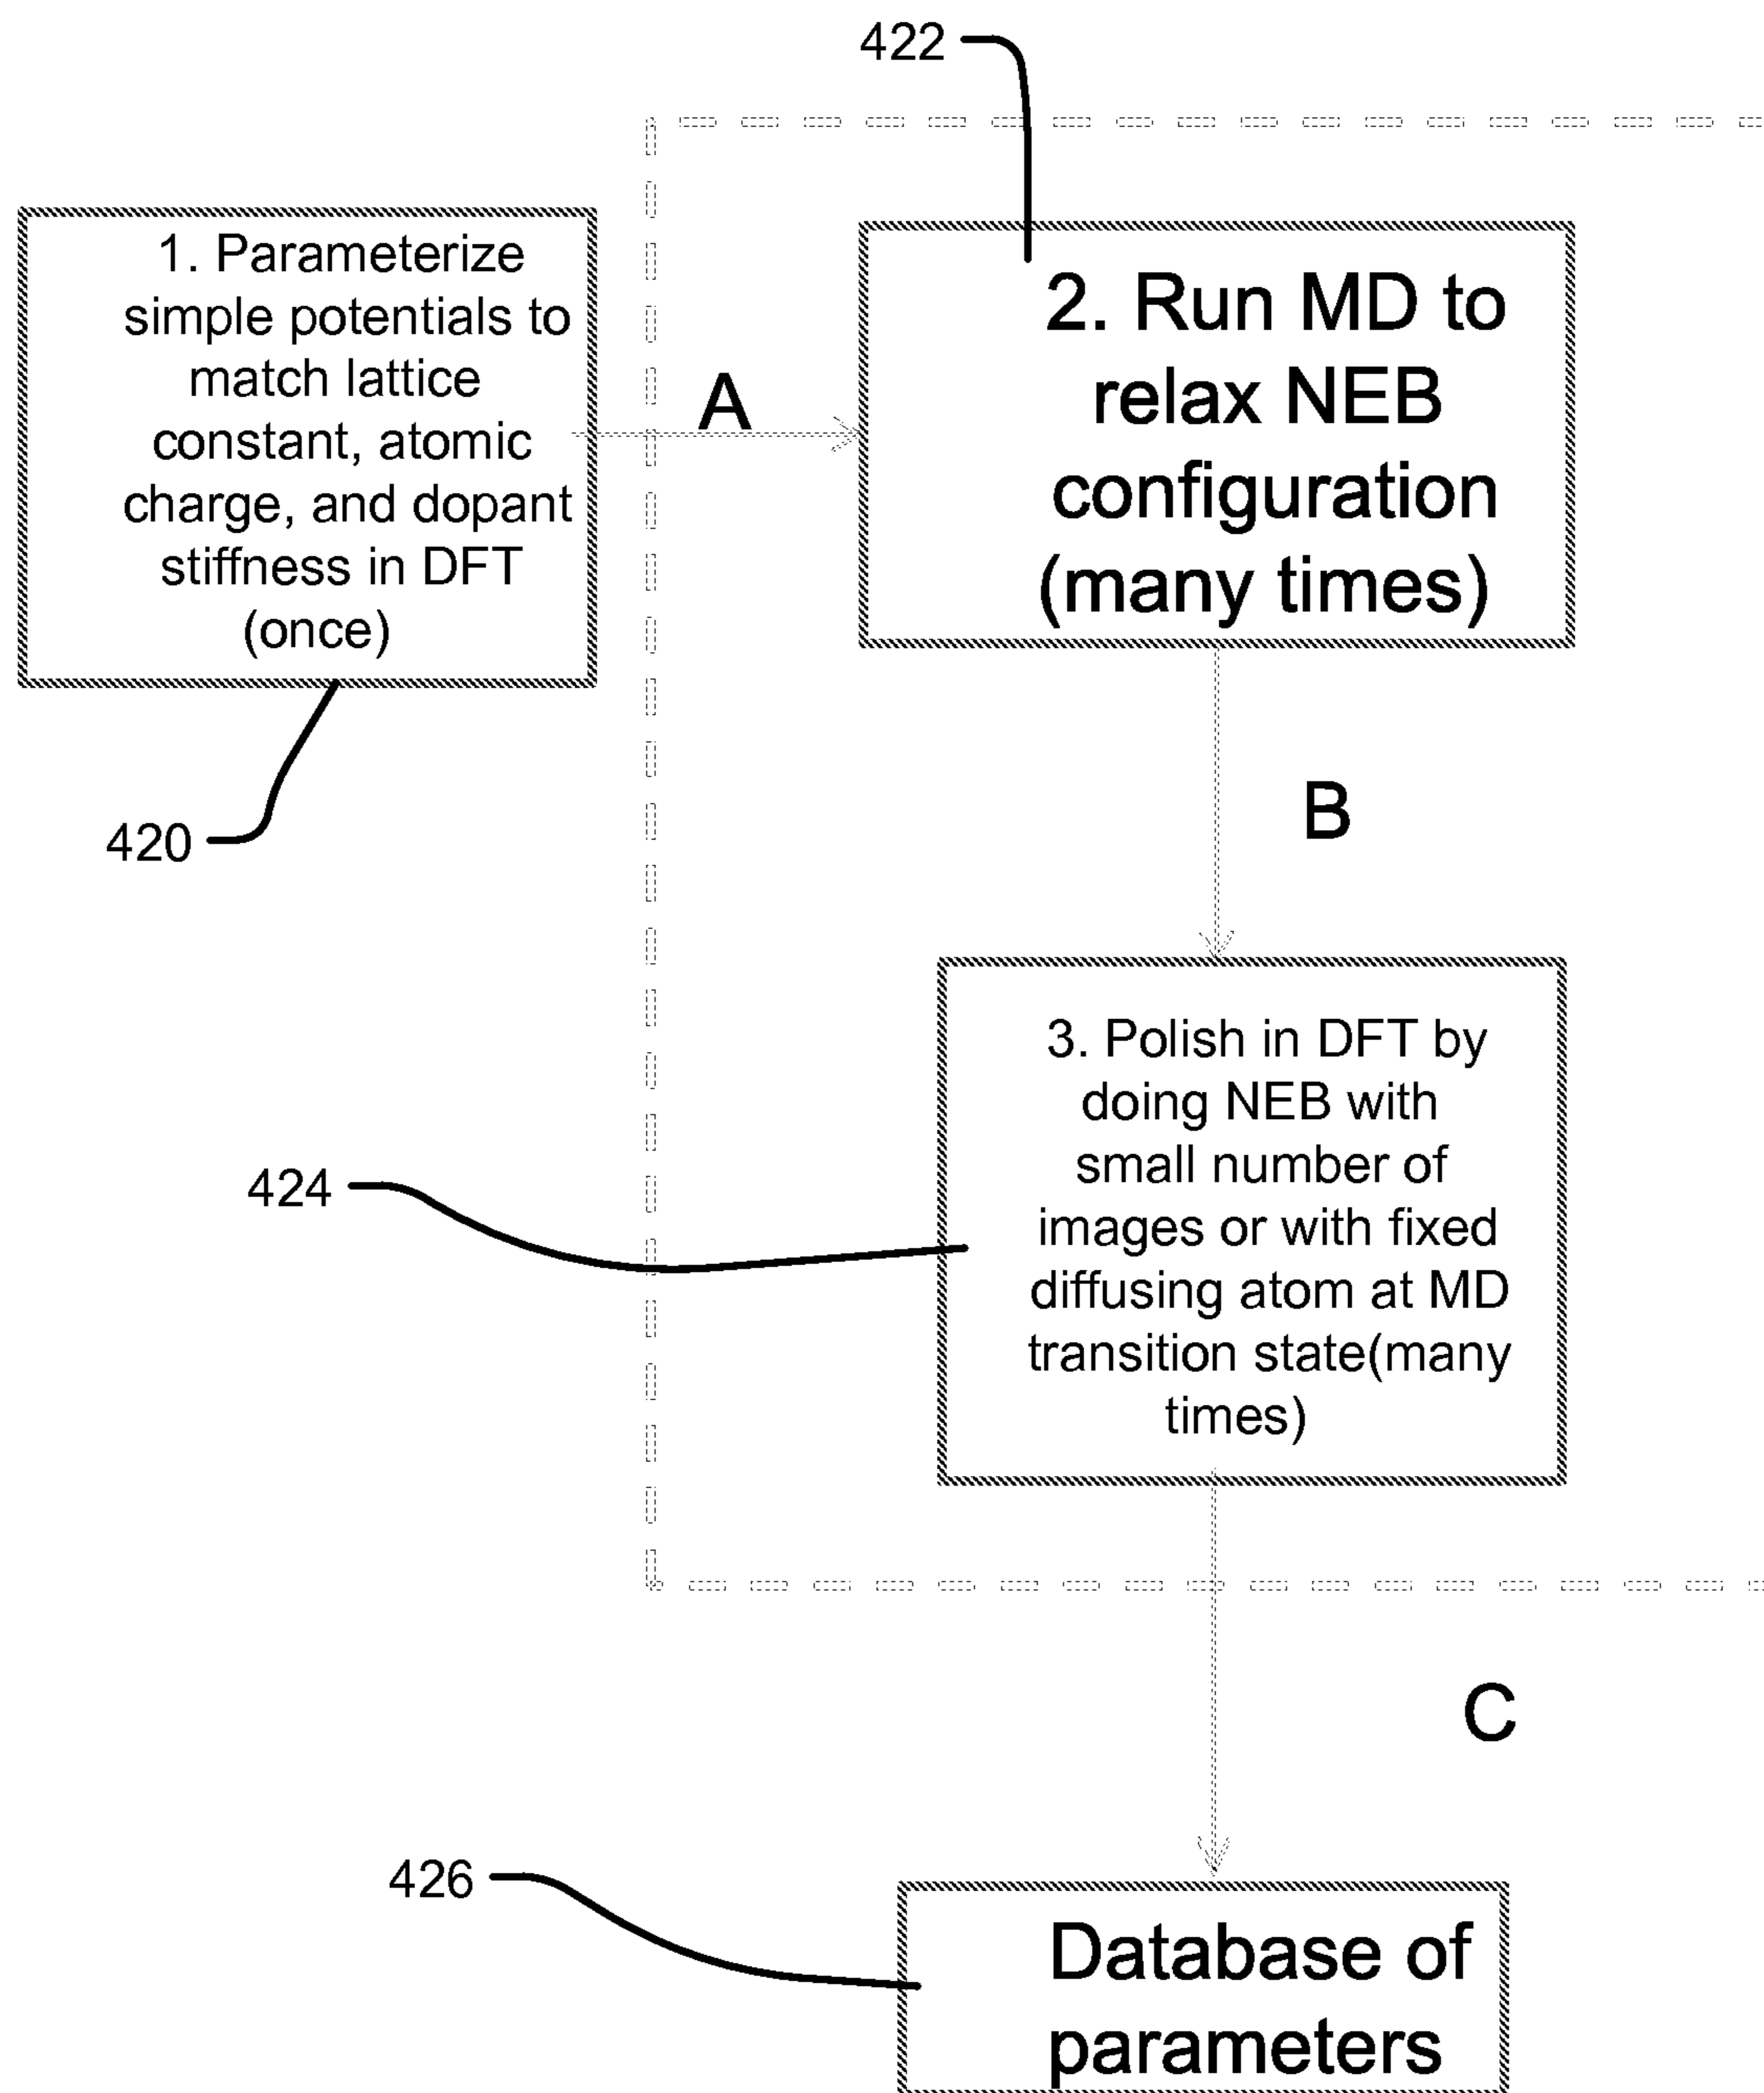 422
1. Parameterize
simple potentials to
match lattice
constant, atomic
charge, and dopant
stiffness in DFT
(once)
A
2. Run MD to
relax NEB
configuration
(many times)
420
B
3. Polish in DFT by
doing NEB with
small number of
images or with fixed
diffusing atom at MD
transition state(many
times)
424
C
426
Database of
parameters